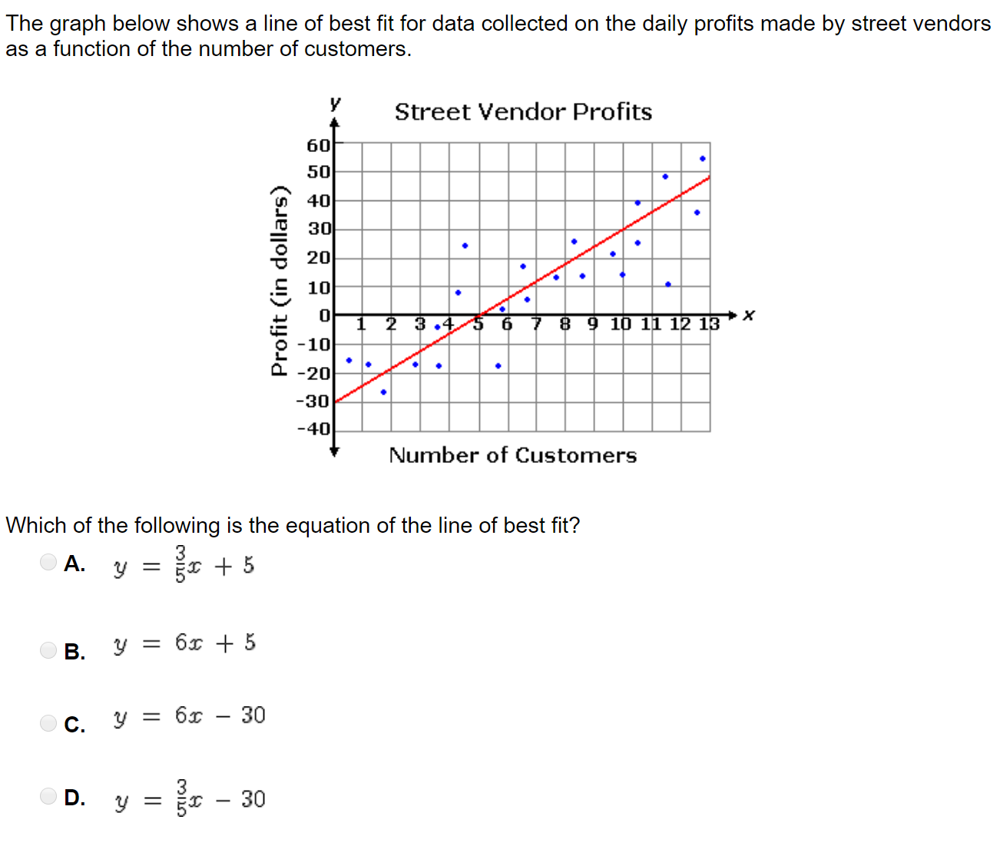 The graph below shows a line of best fit for data collected on the daily profits made by street vendors
as a function of the number of customers.
y
Street Vendor Profits
60
50
40
30
20
10
0
-10
-20
-30
-40
Profit (in dollars)
1 2 3 4 5 6 7 8 9 10 11 12 13 x
Number of Customers
Which of the following is the equation of the line of best fit?
A. y = 3/5x + 5
B. y = 6x + 5
C. y = 6x − 30
D. y = 3/5x − 30